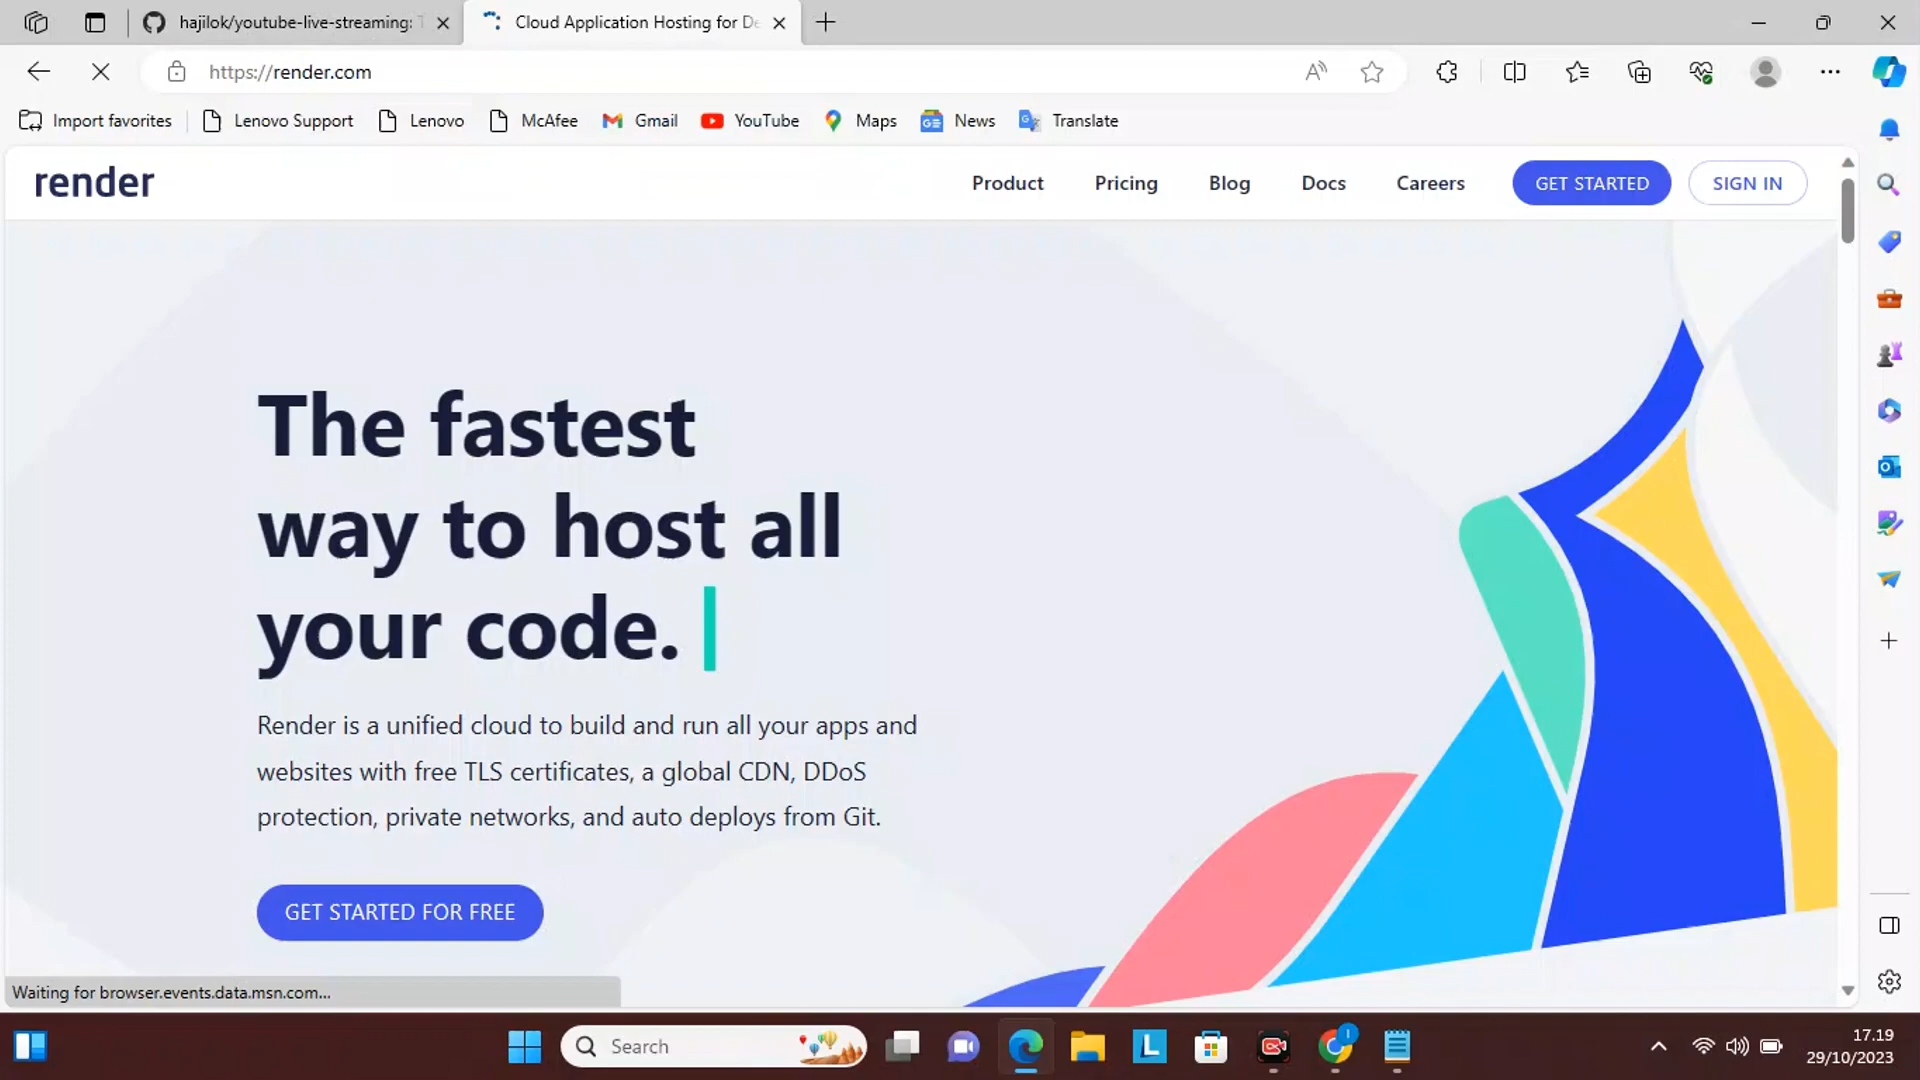 hajilok/youtube-live-streaming: T
Cloud Application Hosting for De
https://render.com
Import favorites
Lenovo Support
Lenovo
McAfee
Gmail
YouTube
Maps
News
Translate
render
Product
Pricing
Blog
Docs
Careers
GET STARTED
SIGN IN
The fastest
way to host all
your code.
Render is a unified cloud to build and run all your apps and
websites with free TLS certificates, a global CDN, DDoS
protection, private networks, and auto deploys from Git.
GET STARTED FOR FREE
Waiting for browser.events.data.msn.com...
Search
17.19
29/10/2023